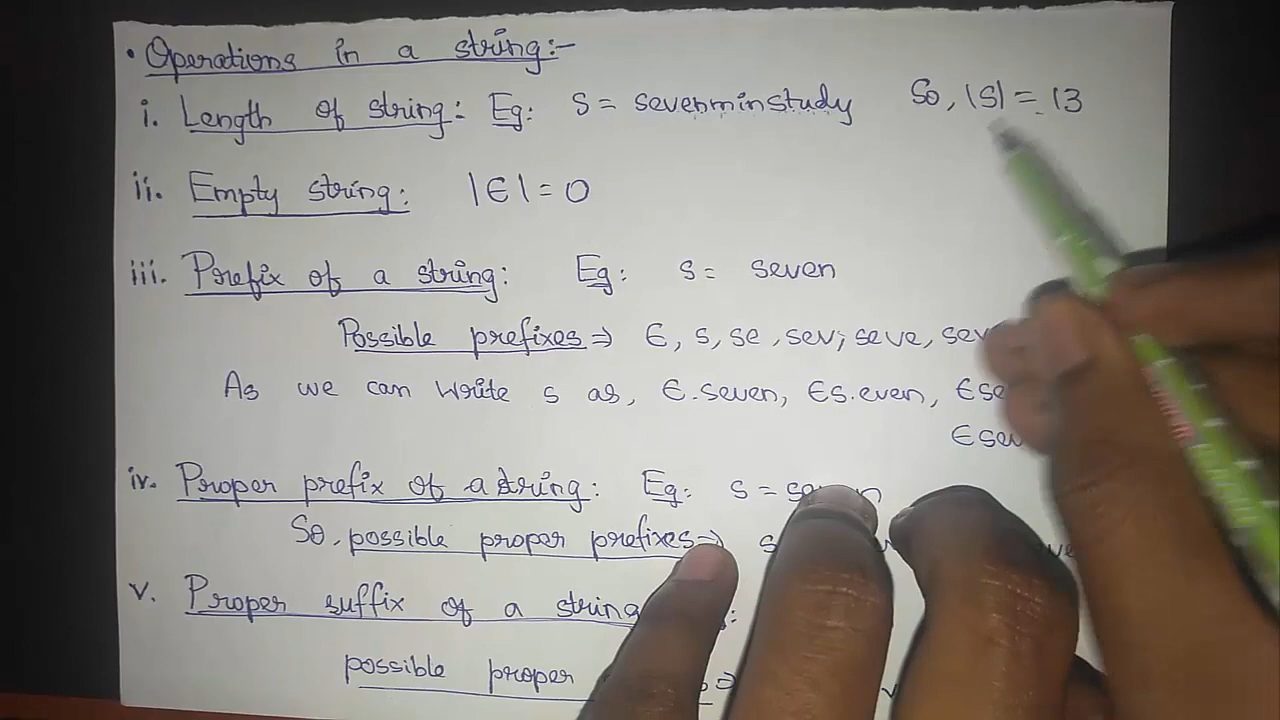 • Operations in a string:-
i. Length of string: Eg: S = sevenminstudy So, |S| = 13
ii. Empty string: |ϵ| = 0
iii. Prefix of a string: Eg: s = seven
Possible prefixes ⇒ ϵ, s, se, sev, seve,
As we can write s as, ϵ.seven, ϵs.even,
iv. Proper prefix of a string: Eg: s =
So, possible proper prefixes ⇒
v. Proper suffix of a string
possible proper